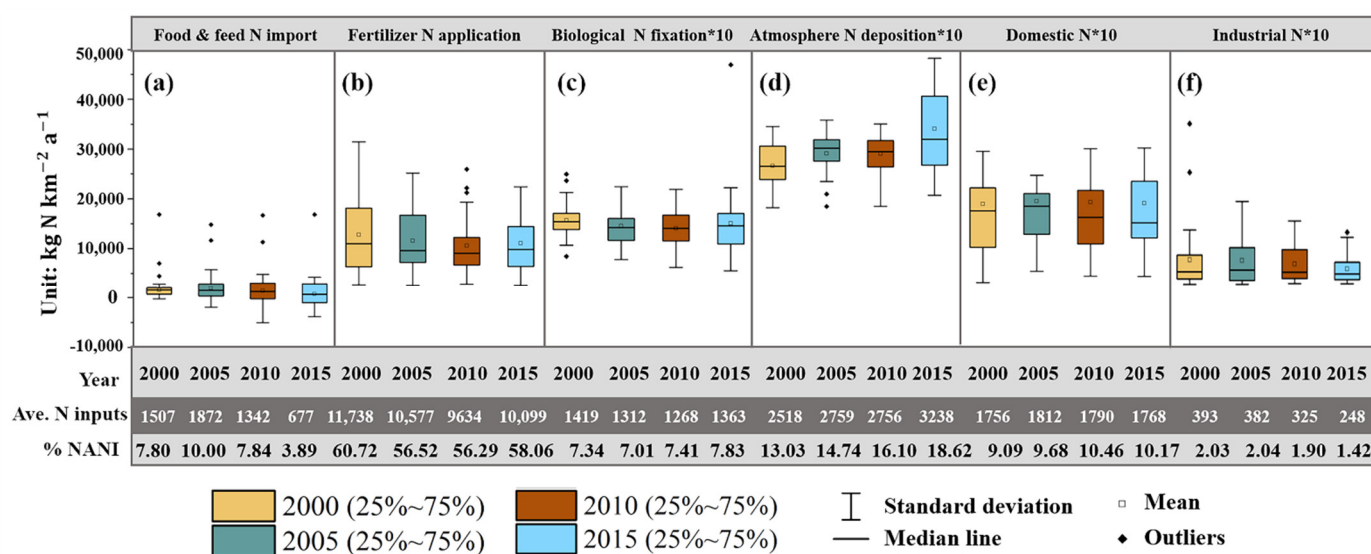 Food & feed N import Fertilizer N application Biological N fixation*10 Atmosphere N deposition*10 Domestic N*10 Industrial N*10
50,000
(a) (b) (c) (d) (e) (f)
40,000
30,000
20,000
10,000
0
-10,000
Unit: kg N km⁻² a⁻¹
Year 2000 2005 2010 2015 2000 2005 2010 2015 2000 2005 2010 2015 2000 2005 2010 2015 2000 2005 2010 2015 2000 2005 2010 2015
Ave. N inputs 1507 1872 1342 677 11,738 10,577 9634 10,099 1419 1312 1268 1363 2518 2759 2756 3238 1756 1812 1790 1768 393 382 325 248
% NANI 7.80 10.00 7.84 3.89 60.72 56.52 56.29 58.06 7.34 7.01 7.41 7.83 13.03 14.74 16.10 18.62 9.09 9.68 10.46 10.17 2.03 2.04 1.90 1.42
2000 (25%~75%) 2010 (25%~75%) Standard deviation Mean
2005 (25%~75%) 2015 (25%~75%) Median line Outliers